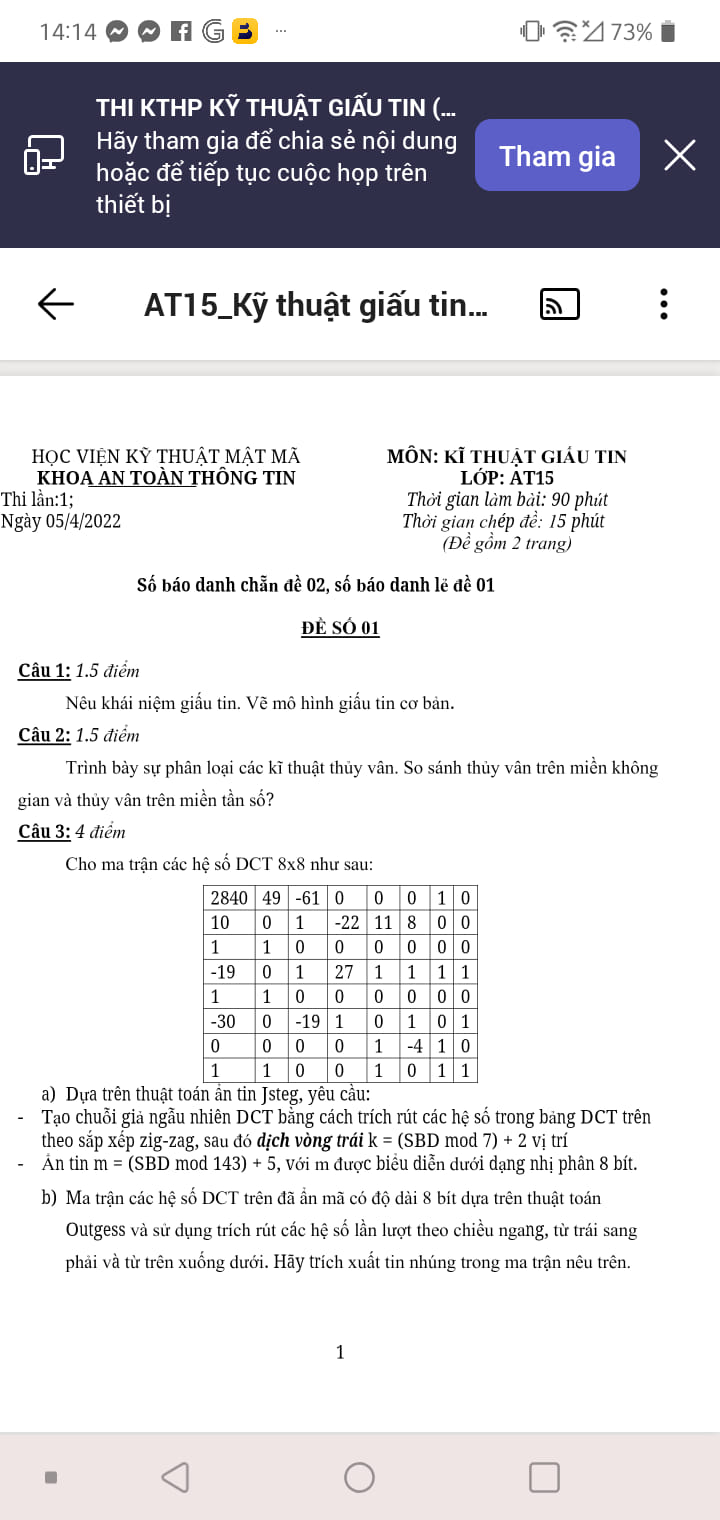 14:14 73%
THI KTHP KỸ THUẬT GIẤU TIN (...
Hãy tham gia để chia sẻ nội dung
hoặc để tiếp tục cuộc họp trên
thiết bị
Tham gia
AT15_Kỹ thuật giấu tin...
HỌC VIỆN KỸ THUẬT MẬT MÃ
KHOA AN TOÀN THÔNG TIN
Thi lần:1;
Ngày 05/4/2022
MÔN: KĨ THUẬT GIẤU TIN
LỚP: AT15
Thời gian làm bài: 90 phút
Thời gian chép đề: 15 phút
(Đề gồm 2 trang)
Số báo danh chẵn đề 02, số báo danh lẻ đề 01
ĐỀ SỐ 01
Câu 1: 1.5 điểm
Nêu khái niệm giấu tin. Vẽ mô hình giấu tin cơ bản.
Câu 2: 1.5 điểm
Trình bày sự phân loại các kĩ thuật thủy vân. So sánh thủy vân trên miền không
gian và thủy vân trên miền tần số?
Câu 3: 4 điểm
Cho ma trận các hệ số DCT 8x8 như sau:
2840 49 -61 0 0 0 1 0
10 0 1 -22 11 8 0 0
1 1 0 0 0 0 0 0
-19 0 1 27 1 1 1 1
1 1 0 0 0 0 0 0
-30 0 -19 1 0 1 0 1
0 0 0 0 1 -4 1 0
1 1 0 0 1 0 1 1
a) Dựa trên thuật toán ẩn tin Jsteg, yêu cầu:
- Tạo chuỗi giả ngẫu nhiên DCT bằng cách trích rút các hệ số trong bảng DCT trên
theo sắp xếp zig-zag, sau đó dịch vòng trái k = (SBD mod 7) + 2 vị trí
- Ẩn tin m = (SBD mod 143) + 5, với m được biểu diễn dưới dạng nhị phân 8 bít.
b) Ma trận các hệ số DCT trên đã ẩn mã có độ dài 8 bít dựa trên thuật toán
Outgess và sử dụng trích rút các hệ số lần lượt theo chiều ngang, từ trái sang
phải và từ trên xuống dưới. Hãy trích xuất tin nhúng trong ma trận nêu trên.
1